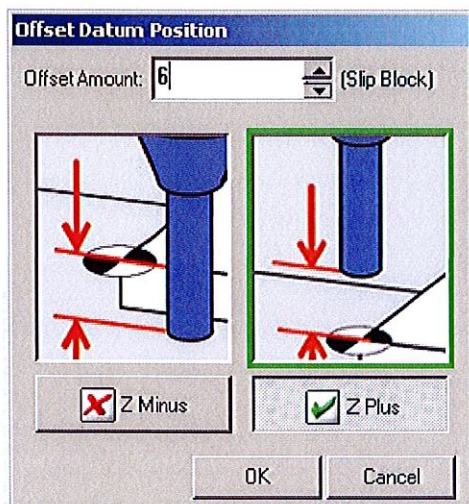 Offset Datum Position
Offset Amount: 6 (Slip Block)
Z Minus
Z Plus
OK
Cancel